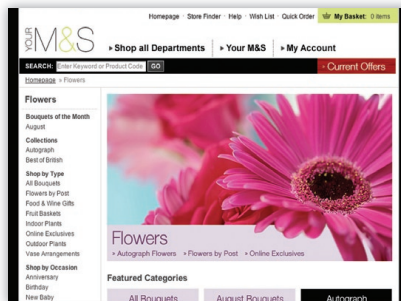 Homepage · Store Finder · Help · Wish List · Quick Order My Basket: 0 items
YOUR M&S
Shop all Departments Your M&S My Account
SEARCH: Enter Keyword or Product Code GO Current Offers
Homepage » Flowers
Flowers
Bouquets of the Month
August
Collections
Autograph
Best of British
Shop by Type
All Bouquets
Flowers by Post
Food & Wine Gifts
Fruit Baskets
Indoor Plants
Online Exclusives
Outdoor Plants
Vase Arrangements
Shop by Occasion
Anniversary
Birthday
New Baby
Flowers
» Autograph Flowers » Flowers by Post » Online Exclusives
Featured Categories
All Bouquets August Bouquets Autograph